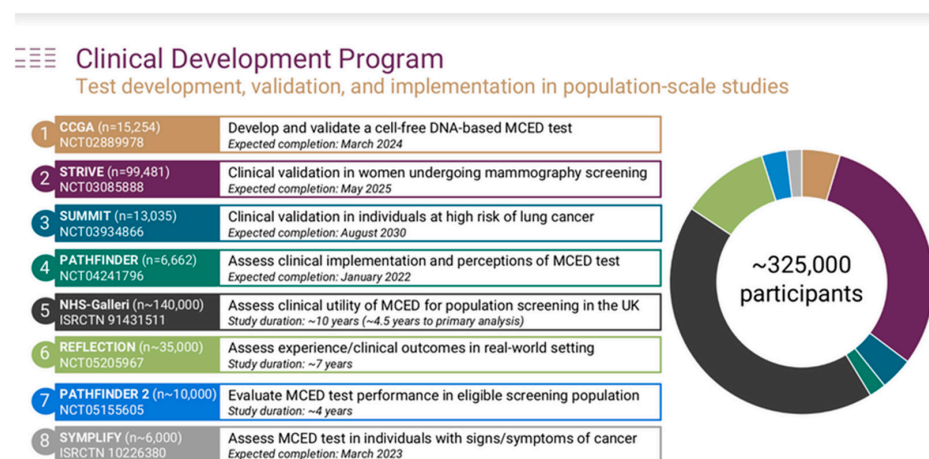 Clinical Development Program
Test development, validation, and implementation in population-scale studies
1
CCGA (n=15,254)
NCT02889978
Develop and validate a cell-free DNA-based MCED test
Expected completion: March 2024
2
STRIVE (n=99,481)
NCT03085888
Clinical validation in women undergoing mammography screening
Expected completion: May 2025
3
SUMMIT (n=13,035)
NCT03934866
Clinical validation in individuals at high risk of lung cancer
Expected completion: August 2030
4
PATHFINDER (n=6,662)
NCT04241796
Assess clinical implementation and perceptions of MCED test
Expected completion: January 2022
5
NHS-Galleri (n~140,000)
ISRCTN 91431511
Assess clinical utility of MCED for population screening in the UK
Study duration: ~10 years (~4.5 years to primary analysis)
6
REFLECTION (n~35,000)
NCT05205967
Assess experience/clinical outcomes in real-world setting
Study duration: ~7 years
7
PATHFINDER 2 (n~10,000)
NCT05155605
Evaluate MCED test performance in eligible screening population
Study duration: ~4 years
8
SYMPLIFY (n~6,000)
ISRCTN 10226380
Assess MCED test in individuals with signs/symptoms of cancer
Expected completion: March 2023
~325,000
participants